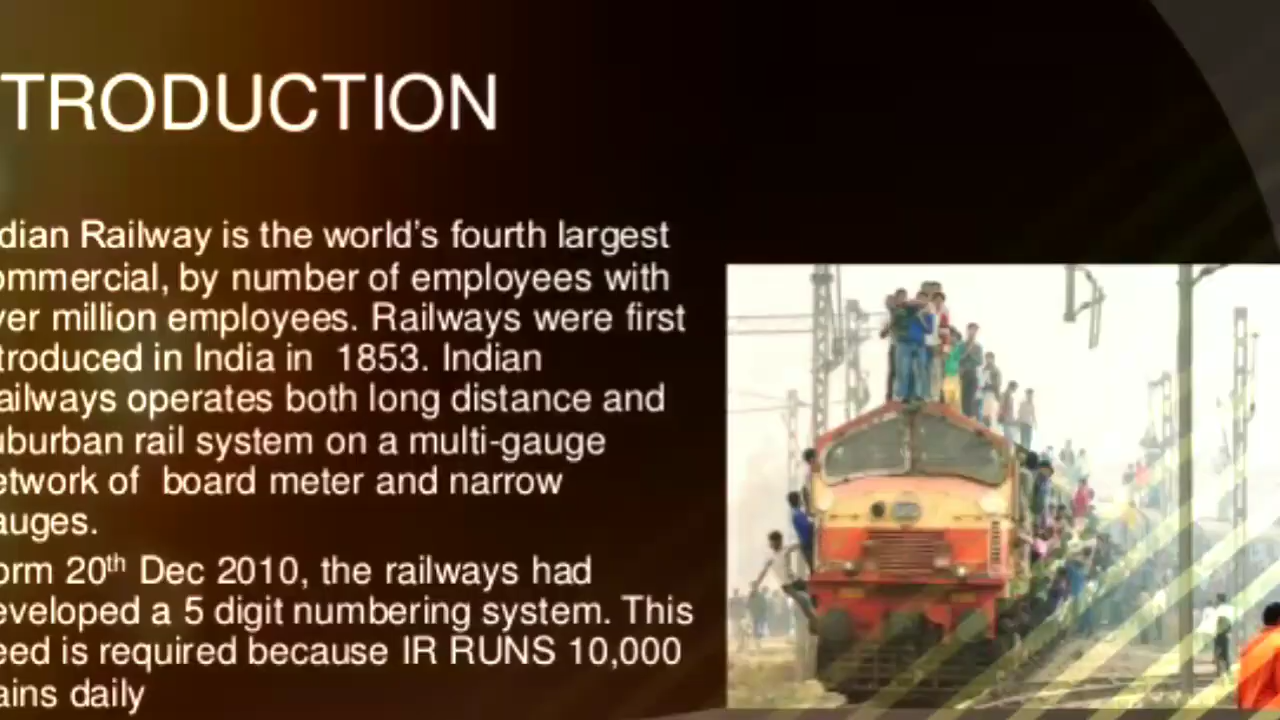 TRODUCTION
dian Railway is the world's fourth largest
ommercial, by number of employees with
ver million employees. Railways were first
troduced in India in 1853. Indian
ailways operates both long distance and
uburban rail system on a multi-gauge
etwork of board meter and narrow
auges.
orm 20th Dec 2010, the railways had
eveloped a 5 digit numbering system. This
eed is required because IR RUNS 10,000
ains daily